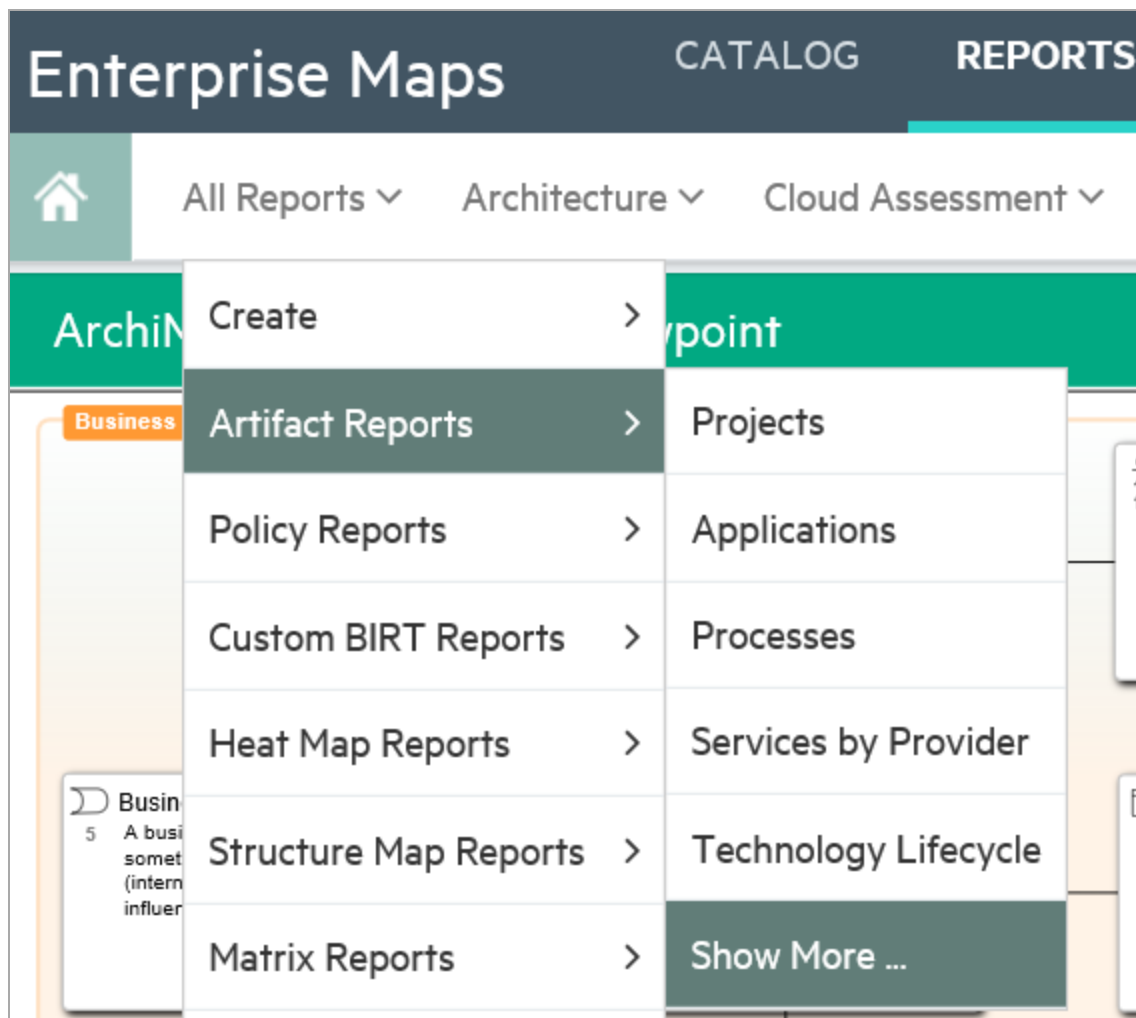 Enterprise Maps
CATALOG
REPORTS
All Reports
Architecture
Cloud Assessment
Create
Artifact Reports
Policy Reports
Custom BIRT Reports
Heat Map Reports
Structure Map Reports
Matrix Reports
Projects
Applications
Processes
Services by Provider
Technology Lifecycle
Show More ...
Business
5
A